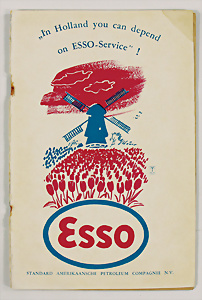 „In Holland you can depend
on ESSO-Service” !
Esso
STANDARD AMERIKAANSCHE PETROLEUM COMPAGNIE N.V.